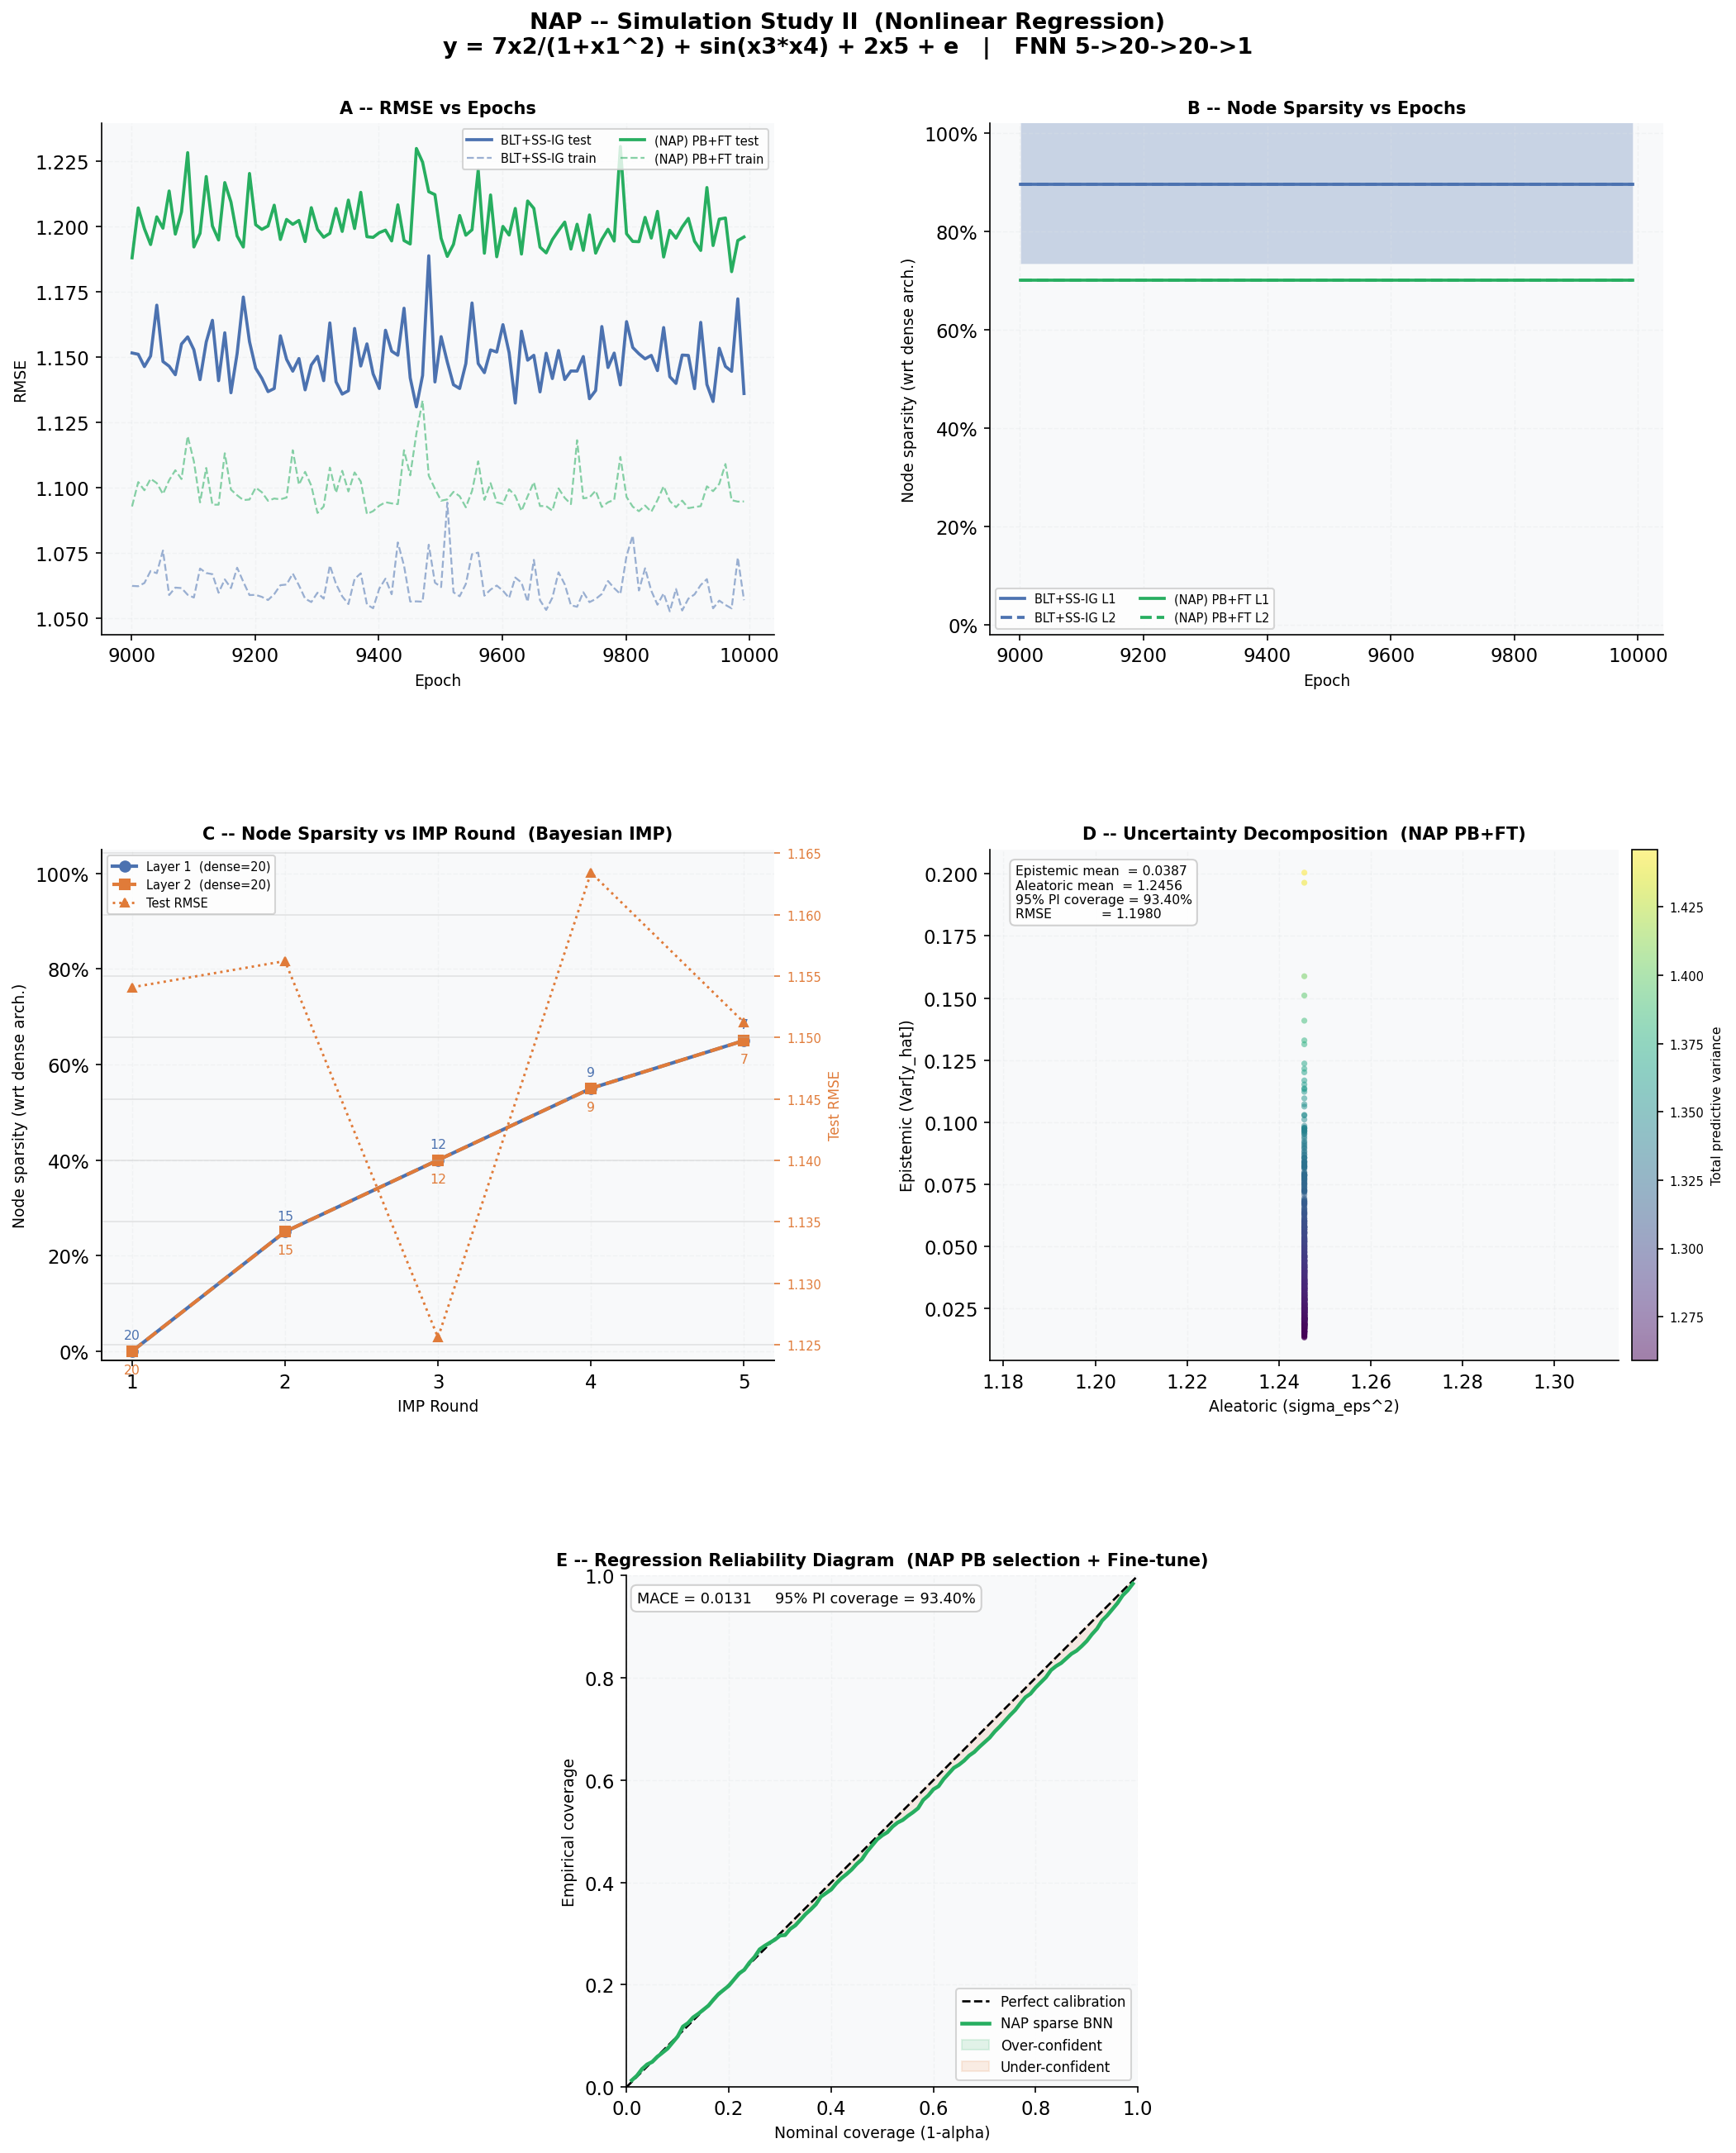 NAP -- Simulation Study II  (Nonlinear Regression)
y = 7x2/(1+x1^2) + sin(x3*x4) + 2x5 + e   |   FNN 5->20->20->1
A -- RMSE vs Epochs
BLT+SS-IG test
BLT+SS-IG train
(NAP) PB+FT test
(NAP) PB+FT train
1.225
1.200
1.175
1.150
1.125
1.100
1.075
1.050
RMSE
9000 9200 9400 9600 9800 10000
Epoch
B -- Node Sparsity vs Epochs
100%
80%
60%
40%
20%
0%
Node sparsity (wrt dense arch.)
BLT+SS-IG L1
BLT+SS-IG L2
(NAP) PB+FT L1
(NAP) PB+FT L2
9000 9200 9400 9600 9800 10000
Epoch
C -- Node Sparsity vs IMP Round  (Bayesian IMP)
Layer 1  (dense=20)
Layer 2  (dense=20)
Test RMSE
100%
80%
60%
40%
20%
0%
Node sparsity (wrt dense arch.)
20
20
15
15
12
12
9
9
7
1.165
1.160
1.155
1.150
1.145
1.140
1.135
1.130
1.125
Test RMSE
1 2 3 4 5
IMP Round
D -- Uncertainty Decomposition  (NAP PB+FT)
Epistemic mean  = 0.0387
Aleatoric mean  = 1.2456
95% PI coverage = 93.40%
RMSE            = 1.1980
0.200
0.175
0.150
0.125
0.100
0.075
0.050
0.025
Epistemic (Var[y_hat])
1.18 1.20 1.22 1.24 1.26 1.28 1.30
Aleatoric (sigma_eps^2)
1.425
1.400
1.375
1.350
1.325
1.300
1.275
Total predictive variance
E -- Regression Reliability Diagram  (NAP PB selection + Fine-tune)
MACE = 0.0131     95% PI coverage = 93.40%
1.0
0.8
0.6
0.4
0.2
0.0
Empirical coverage
Perfect calibration
NAP sparse BNN
Over-confident
Under-confident
0.0 0.2 0.4 0.6 0.8 1.0
Nominal coverage (1-alpha)